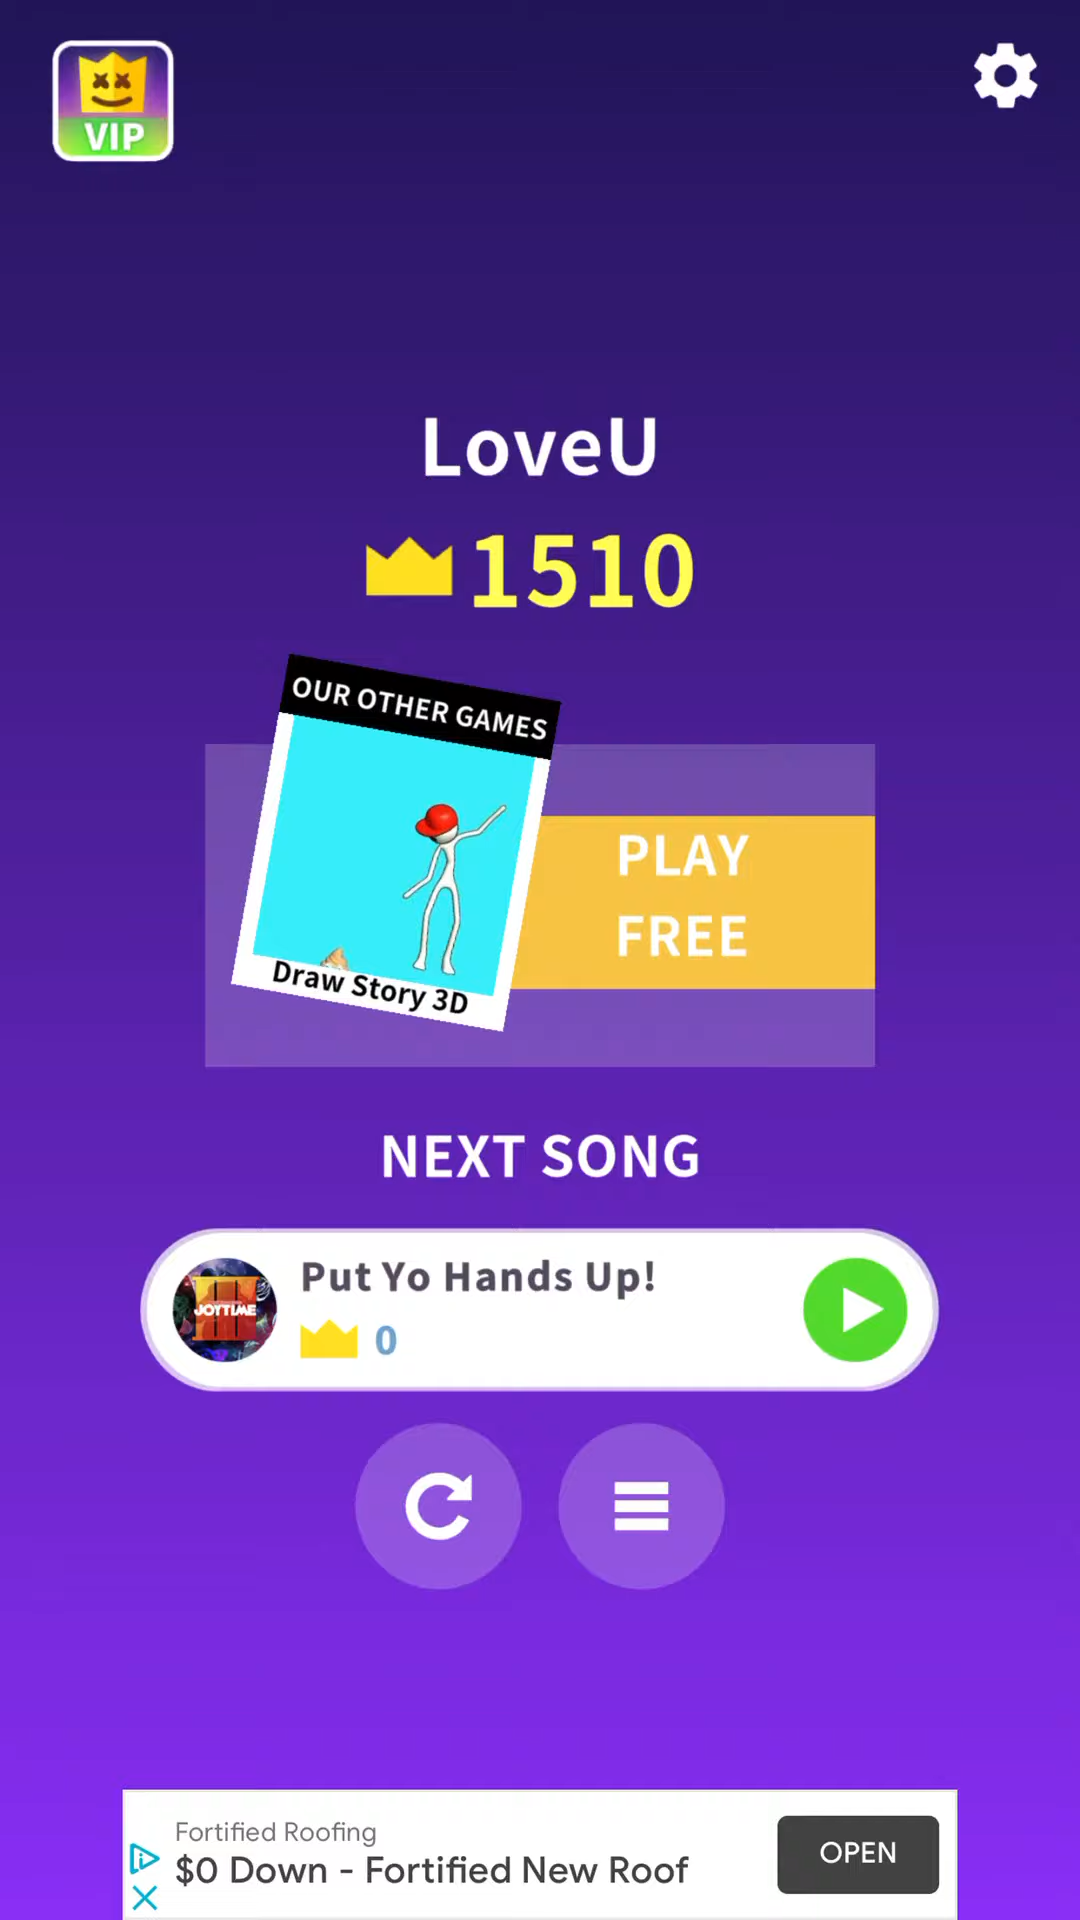 VIP
LoveU
1510
OUR OTHER GAMES
Draw Story 3D
PLAY
FREE
NEXT SONG
JOYTIME
Put Yo Hands Up!
0
Fortified Roofing
$0 Down - Fortified New Roof
OPEN